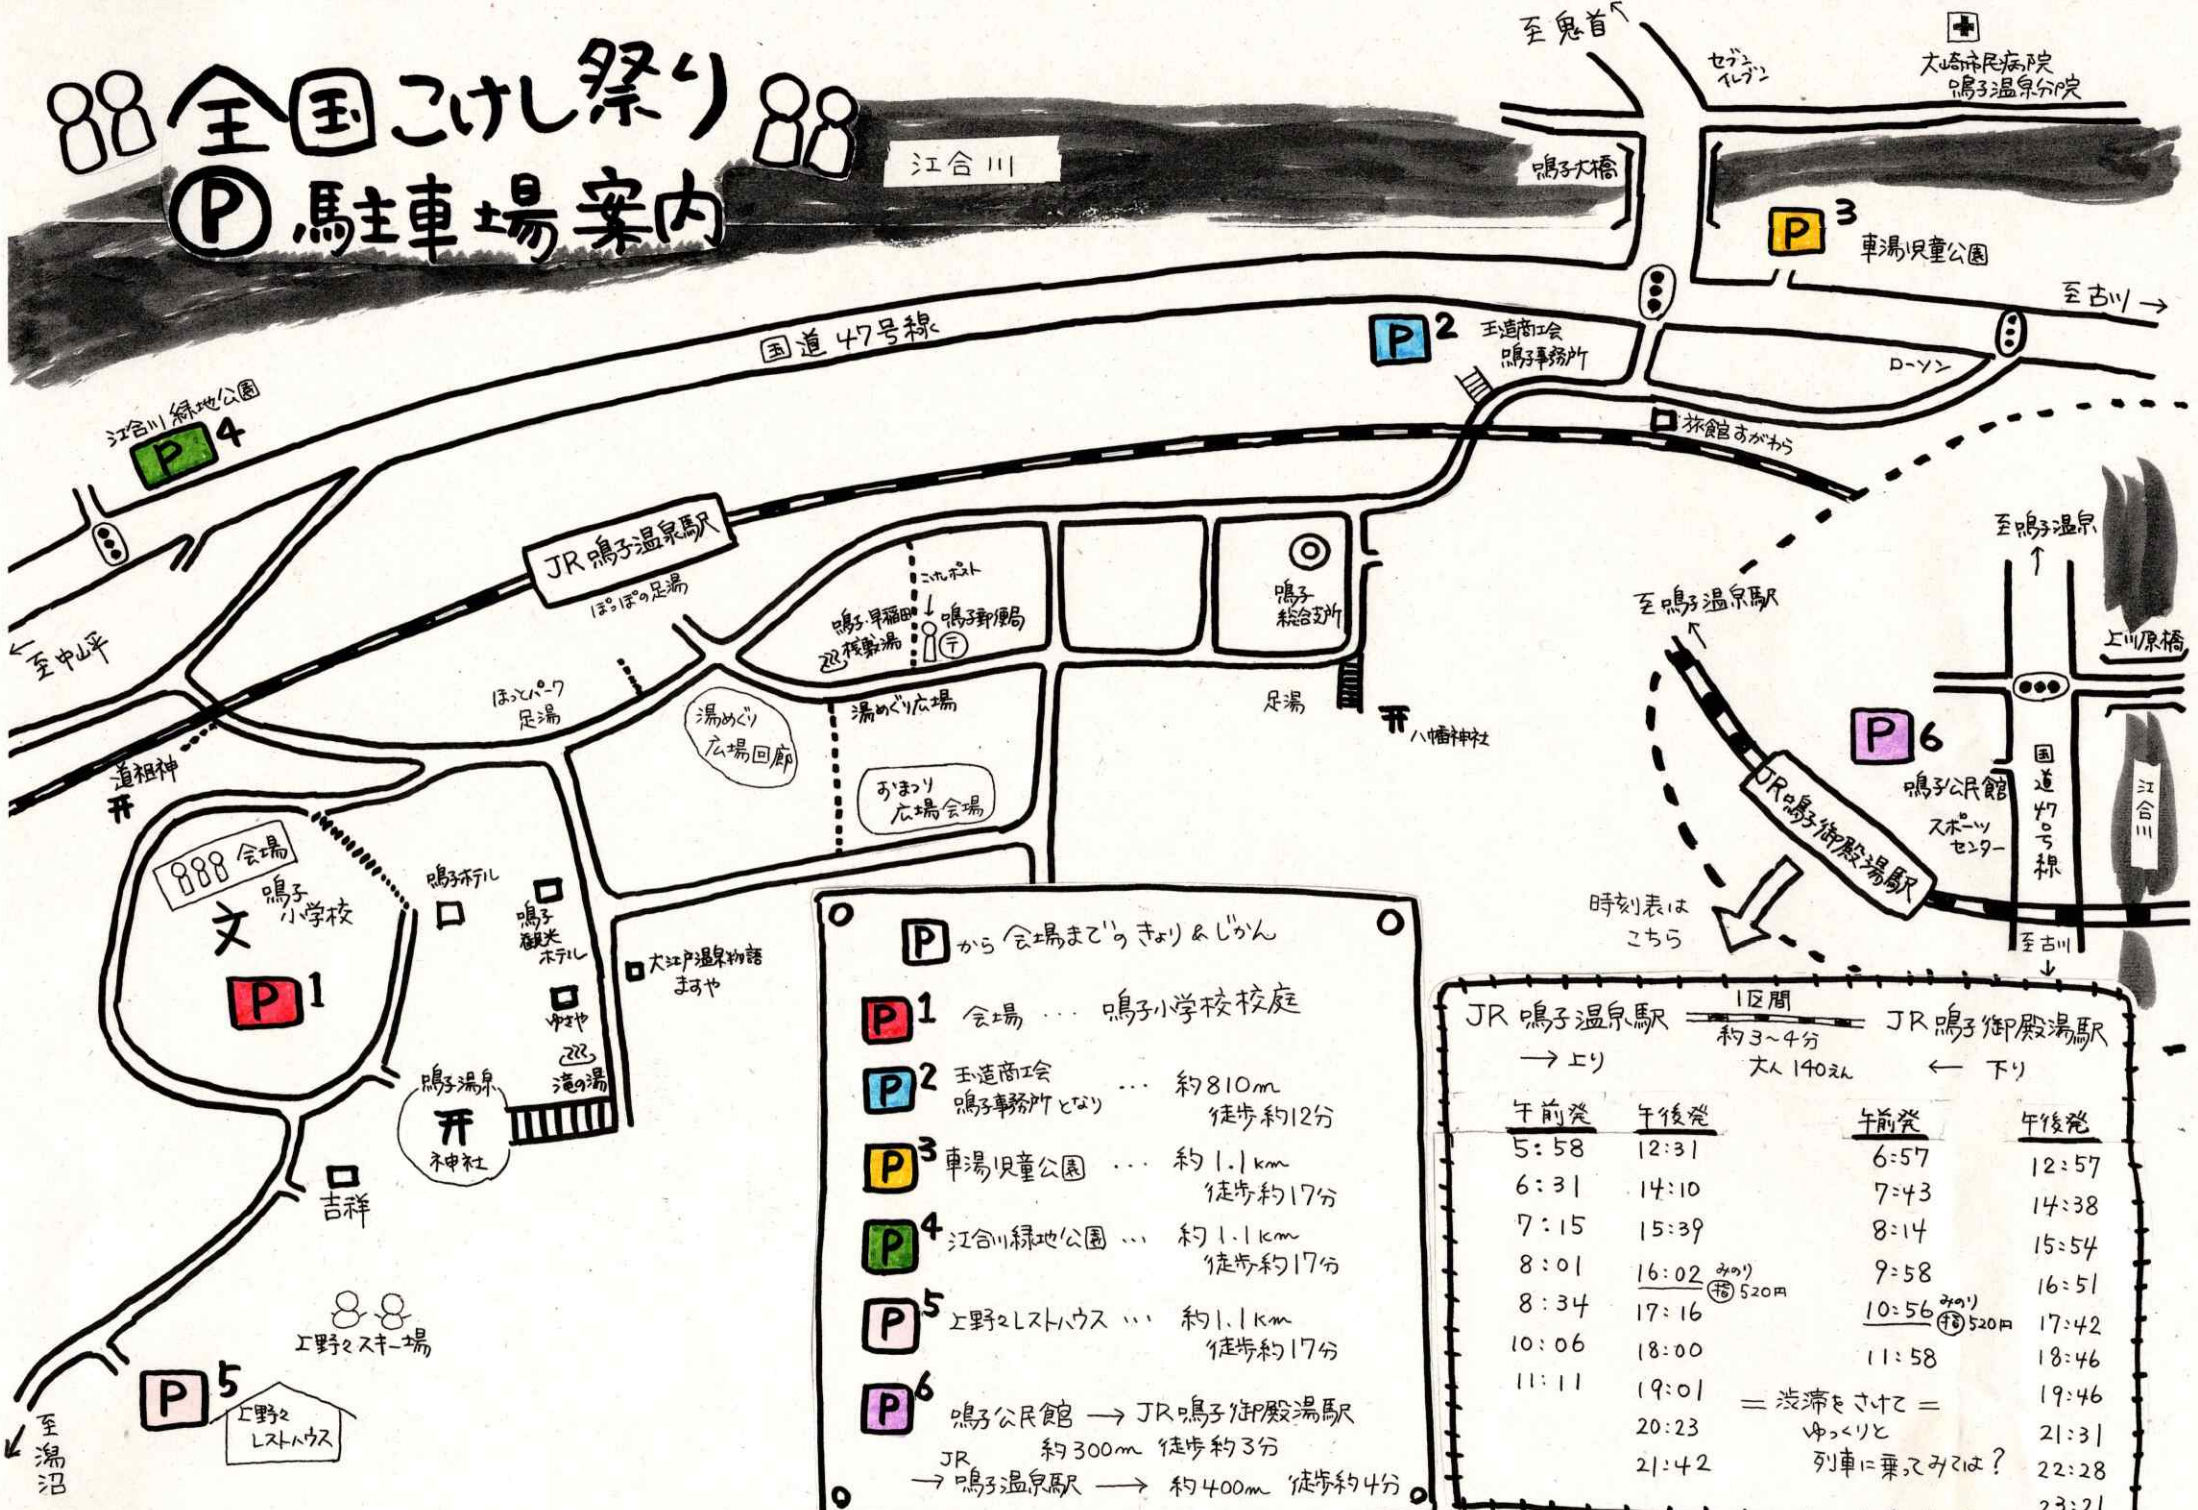 全国こけし祭り
Ⓟ 駐車場案内
江合川
至 鬼首
セブン
イレブン
大崎市民病院
鳴子温泉分院
鳴子大橋
P 3
車湯児童公園
至古川→
国道47号線
P 2
玉造商工会
鳴子事務所
ローソン
旅館すがわら
江合川緑地公園
P 4
←至中山平
JR鳴子温泉駅
ぽっぽの足湯
こけしポスト
鳴子・早稲田
桟敷湯
鳴子郵便局
〒
鳴子
総合支所
ほっとパーク
足湯
湯めぐり
広場回廊
湯めぐり広場
足湯
八幡神社
おまつり
広場会場
道祖神
会場
鳴子
小学校
文
P 1
鳴子ホテル
鳴子
観光
ホテル
大江戸温泉物語
ますや
ゆさや
滝の湯
鳴子温泉
神社
吉祥
上野々スキー場
P 5
上野々
レストハウス
至潟沼
至鳴子温泉
↑
至鳴子温泉駅
上川原橋
P 6
鳴子公民館
スポーツ
センター
国道47号線
江合川
JR鳴子御殿湯駅
時刻表は
こちら
至古川
↓
Pから会場までのきょり&じかん
P1 会場 … 鳴子小学校校庭
P2 玉造商工会
鳴子事務所となり … 約810m
徒歩約12分
P3 車湯児童公園 … 約1.1km
徒歩約17分
P4 江合川緑地公園 … 約1.1km
徒歩約17分
P5 上野々レストハウス … 約1.1km
徒歩約17分
P6 鳴子公民館 → JR鳴子御殿湯駅
約300m 徒歩約3分
→ JR鳴子温泉駅 → 約400m 徒歩約4分
JR 鳴子温泉駅 1区間 JR 鳴子御殿湯駅
約3〜4分
→ 上り 大人 140えん ← 下り
午前発 午後発 午前発 午後発
5:58 12:31 6:57 12:57
6:31 14:10 7:43 14:38
7:15 15:39 8:14 15:54
8:01 16:02 みのり 指 520円 9:58 16:51
8:34 17:16 10:56 みのり 指 520円 17:42
10:06 18:00 11:58 18:46
11:11 19:01 19:46
20:23 21:31
21:42 22:28
23:21
= 渋滞をさけて =
ゆっくりと
列車に乗ってみては?